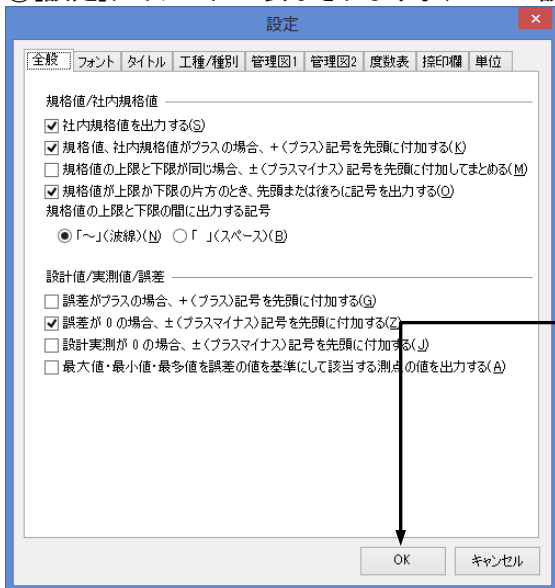 設定
全般 フォント タイトル 工種/種別 管理図1 管理図2 度数表 捺印欄 単位
規格値/社内規格値
社内規格値を出力する(S)
規格値、社内規格値がプラスの場合、+(プラス)記号を先頭に付加する(K)
規格値の上限と下限が同じ場合、±(プラスマイナス)記号を先頭に付加してまとめる(M)
規格値が上限か下限の片方のとき、先頭または後ろに記号を出力する(O)
規格値の上限と下限の間に出力する記号
「~」(波線)(N) 「 」(スペース)(B)
設計値/実測値/誤差
誤差がプラスの場合、+(プラス)記号を先頭に付加する(G)
誤差が 0 の場合、±(プラスマイナス)記号を先頭に付加する(Z)
設計実測が 0 の場合、±(プラスマイナス)記号を先頭に付加する(J)
最大値・最小値・最多値を誤差の値を基準にして該当する測点の値を出力する(A)
OK キャンセル